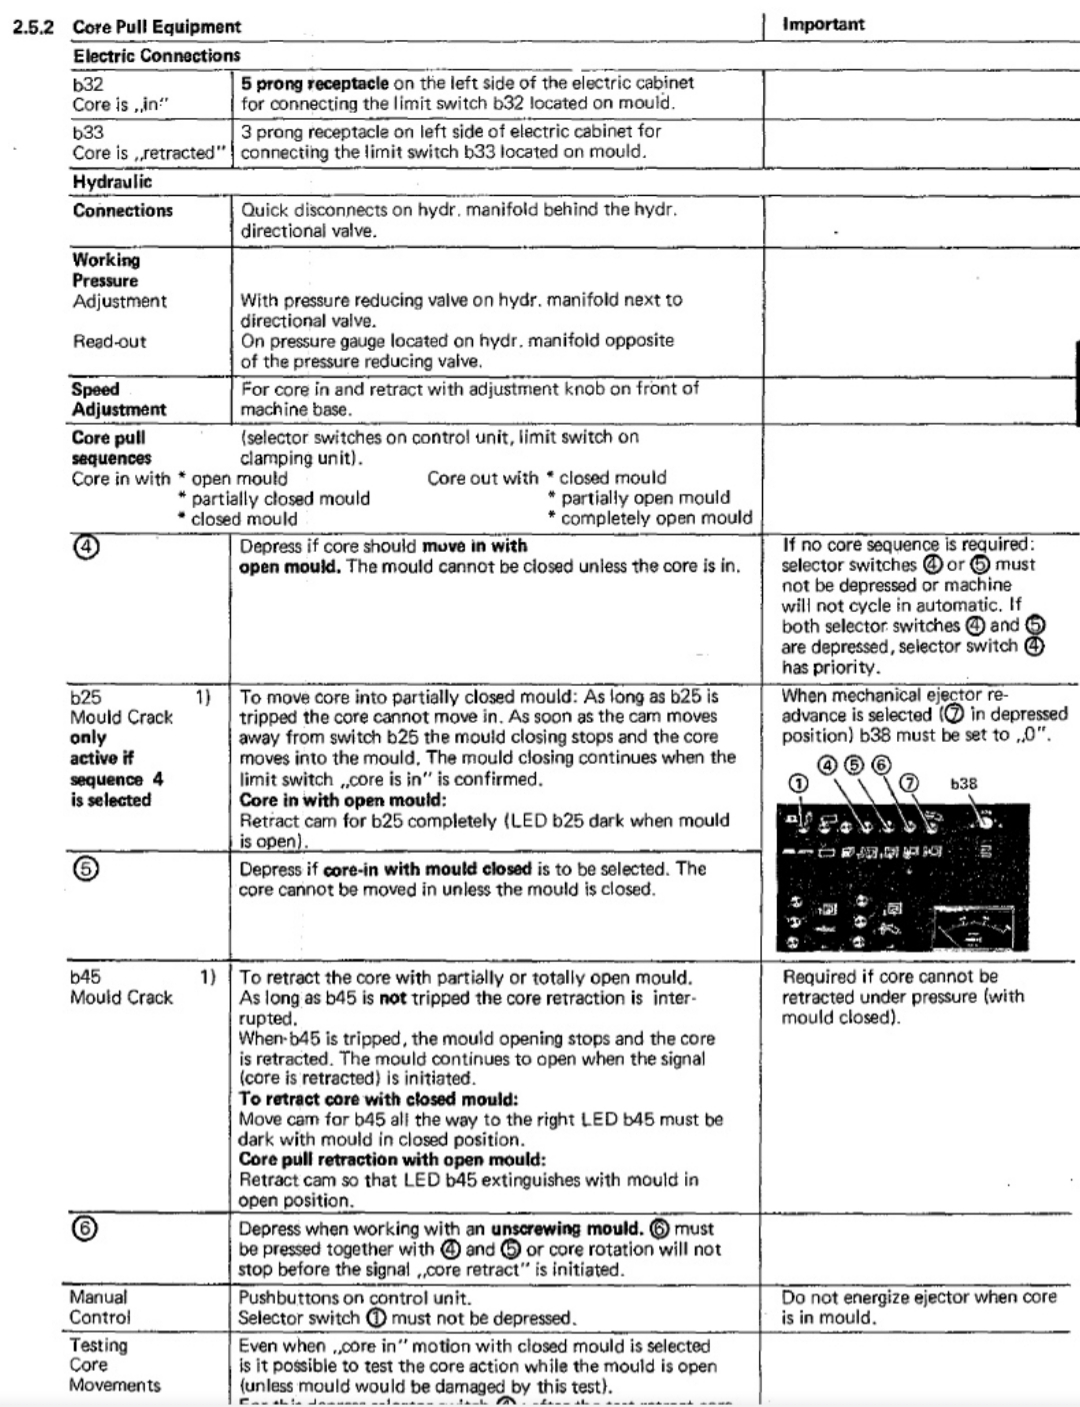 2.5.2 Core Pull Equipment
Important
Electric Connections
b32
Core is „in"
5 prong receptacle on the left side of the electric cabinet
for connecting the limit switch b32 located on mould.
b33
Core is „retracted"
3 prong receptacle on left side of electric cabinet for
connecting the limit switch b33 located on mould.
Hydraulic
Connections
Quick disconnects on hydr. manifold behind the hydr.
directional valve.
Working
Pressure
Adjustment
With pressure reducing valve on hydr. manifold next to
directional valve.
Read-out
On pressure gauge located on hydr. manifold opposite
of the pressure reducing valve.
Speed
Adjustment
For core in and retract with adjustment knob on front of
machine base.
Core pull
sequences
(selector switches on control unit, limit switch on
clamping unit).
Core in with * open mould
* partially closed mould
* closed mould
Core out with * closed mould
* partially open mould
* completely open mould
④
Depress if core should move in with
open mould. The mould cannot be closed unless the core is in.
If no core sequence is required:
selector switches ④ or ⑤ must
not be depressed or machine
will not cycle in automatic. If
both selector switches ④ and ⑤
are depressed, selector switch ④
has priority.
b25 1)
Mould Crack
only
active if
sequence 4
is selected
To move core into partially closed mould: As long as b25 is
tripped the core cannot move in. As soon as the cam moves
away from switch b25 the mould closing stops and the core
moves into the mould. The mould closing continues when the
limit switch „core is in" is confirmed.
Core in with open mould:
Retract cam for b25 completely (LED b25 dark when mould
is open).
When mechanical ejector re-
advance is selected (⑦ in depressed
position) b38 must be set to „0".
④ ⑤ ⑥
① ⑦ b38
⑤
Depress if core-in with mould closed is to be selected. The
core cannot be moved in unless the mould is closed.
b45 1)
Mould Crack
To retract the core with partially or totally open mould.
As long as b45 is not tripped the core retraction is inter-
rupted.
When b45 is tripped, the mould opening stops and the core
is retracted. The mould continues to open when the signal
(core is retracted) is initiated.
To retract core with closed mould:
Move cam for b45 all the way to the right LED b45 must be
dark with mould in closed position.
Core pull retraction with open mould:
Retract cam so that LED b45 extinguishes with mould in
open position.
Required if core cannot be
retracted under pressure (with
mould closed).
⑥
Depress when working with an unscrewing mould. ⑥ must
be pressed together with ④ and ⑤ or core rotation will not
stop before the signal „core retract" is initiated.
Manual
Control
Pushbuttons on control unit.
Selector switch ① must not be depressed.
Do not energize ejector when core
is in mould.
Testing
Core
Movements
Even when „core in" motion with closed mould is selected
is it possible to test the core action while the mould is open
(unless mould would be damaged by this test).